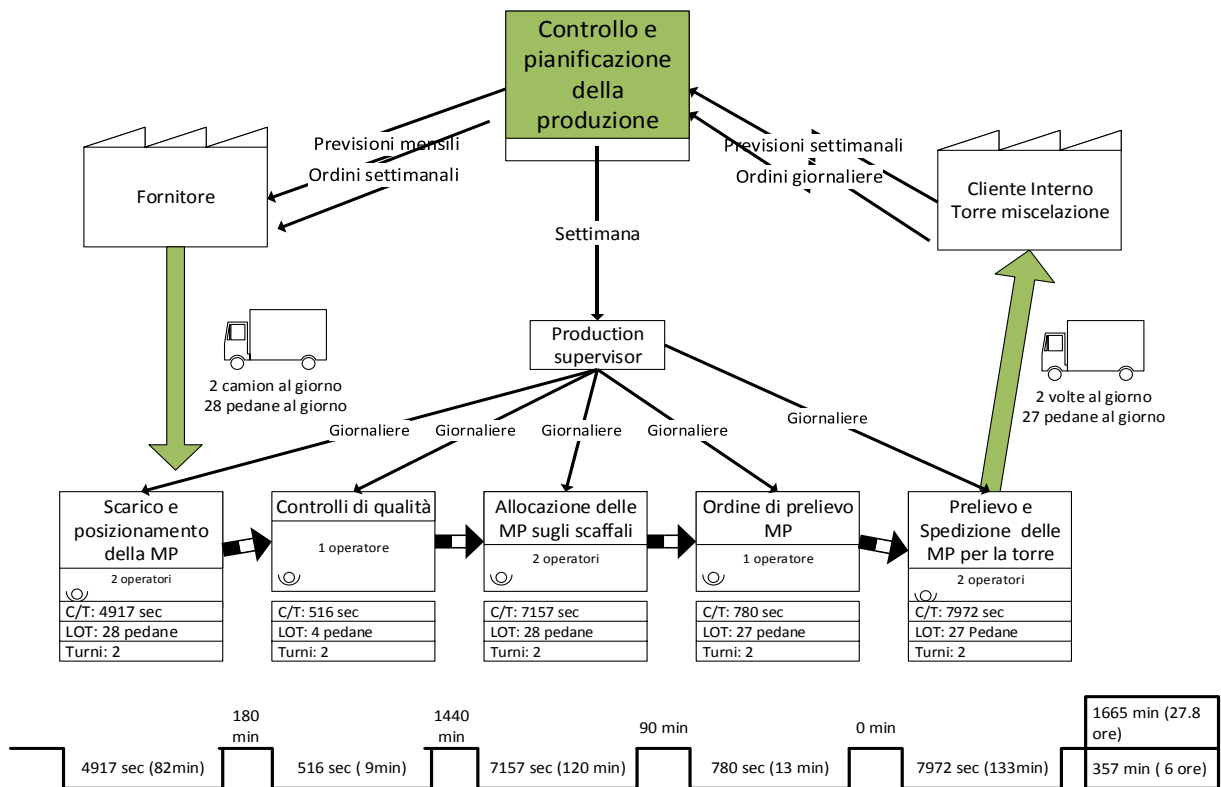 Controllo e
pianificazione
della
produzione
Previsioni mensili
Ordini settimanali
Previsioni settimanali
Ordini giornaliere
Fornitore
Cliente Interno
Torre miscelazione
Settimana
Production
supervisor
2 camion al giorno
28 pedane al giorno
2 volte al giorno
27 pedane al giorno
Giornaliere
Giornaliere
Giornaliere
Giornaliere
Giornaliere
Scarico e
posizionamento
della MP
2 operatori
C/T: 4917 sec
LOT: 28 pedane
Turni: 2
Controlli di qualità
1 operatore
C/T: 516 sec
LOT: 4 pedane
Turni: 2
Allocazione delle
MP sugli scaffali
2 operatori
C/T: 7157 sec
LOT: 28 pedane
Turni: 2
Ordine di prelievo
MP
1 operatore
C/T: 780 sec
LOT: 27 pedane
Turni: 2
Prelievo e
Spedizione delle
MP per la torre
2 operatori
C/T: 7972 sec
LOT: 27 Pedane
Turni: 2
180
min
1440
min
90 min
0 min
1665 min (27.8
ore)
4917 sec (82min)
516 sec ( 9min)
7157 sec (120 min)
780 sec (13 min)
7972 sec (133min)
357 min ( 6 ore)